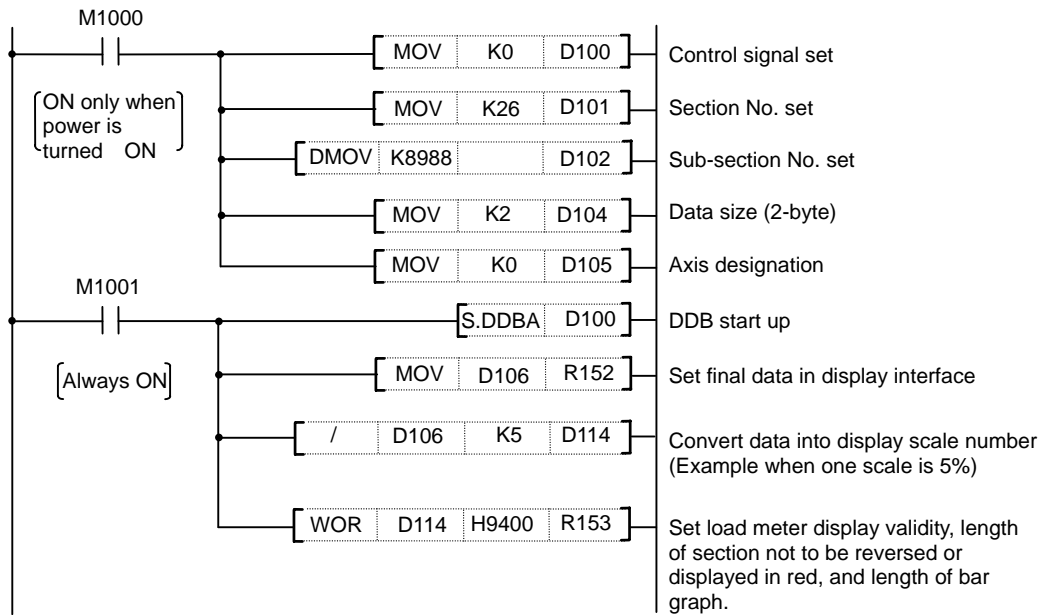 M1000
MOV K0 D100 Control signal set
[ON only when
power is
turned ON]
MOV K26 D101 Section No. set
DMOV K8988 D102 Sub-section No. set
MOV K2 D104 Data size (2-byte)
MOV K0 D105 Axis designation
M1001
S.DDBA D100 DDB start up
[Always ON]
MOV D106 R152 Set final data in display interface
/ D106 K5 D114 Convert data into display scale number
(Example when one scale is 5%)
WOR D114 H9400 R153 Set load meter display validity, length
of section not to be reversed or
displayed in red, and length of bar
graph.